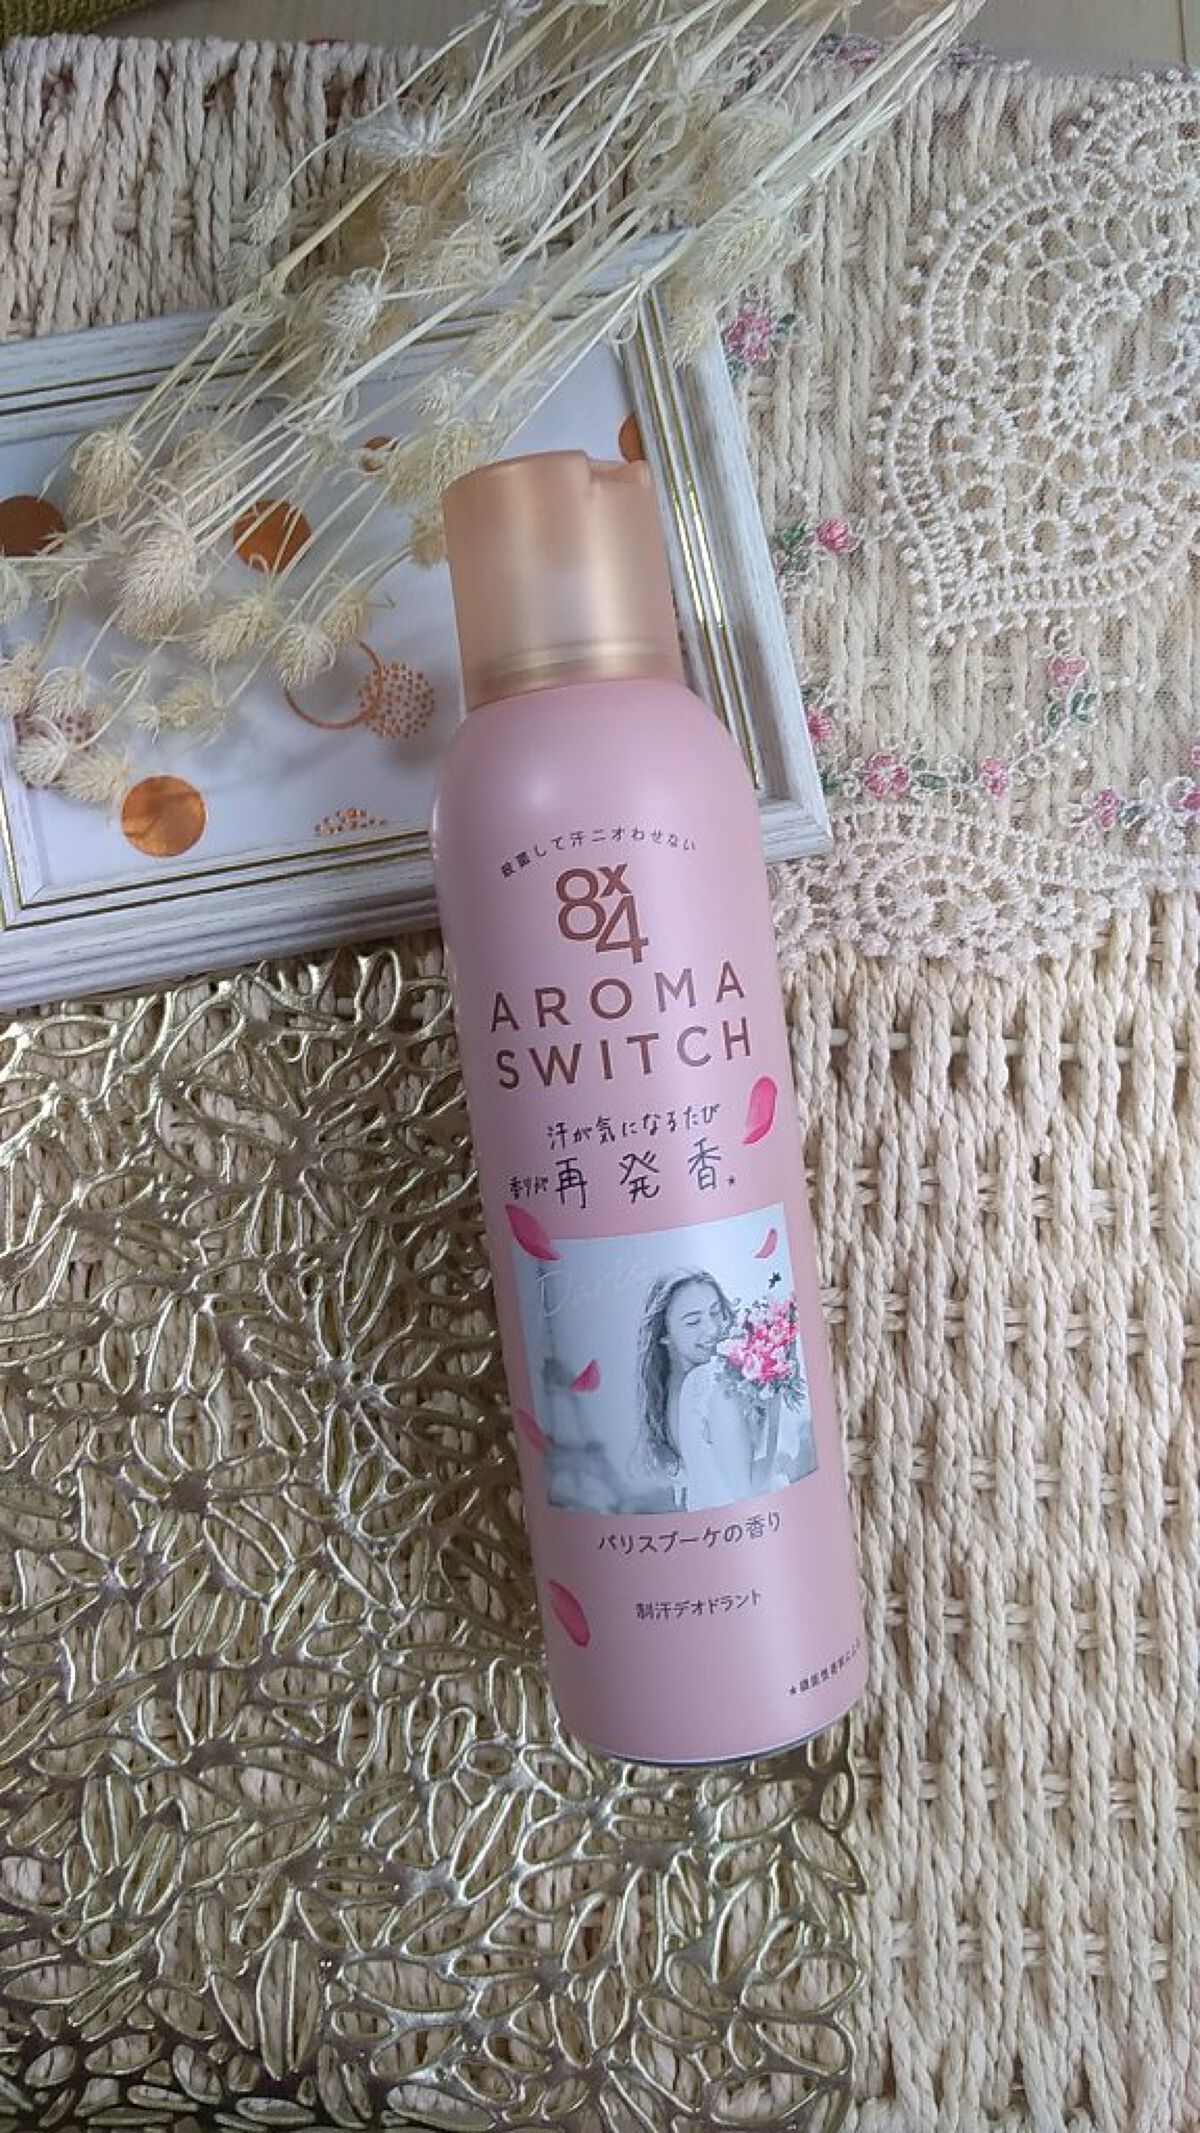 殺菌して汗ニオわせない
8x4
AROMA
SWITCH
汗が気になるたび
香りが再発香★
Paris
パリスブーケの香り
制汗デオドラント